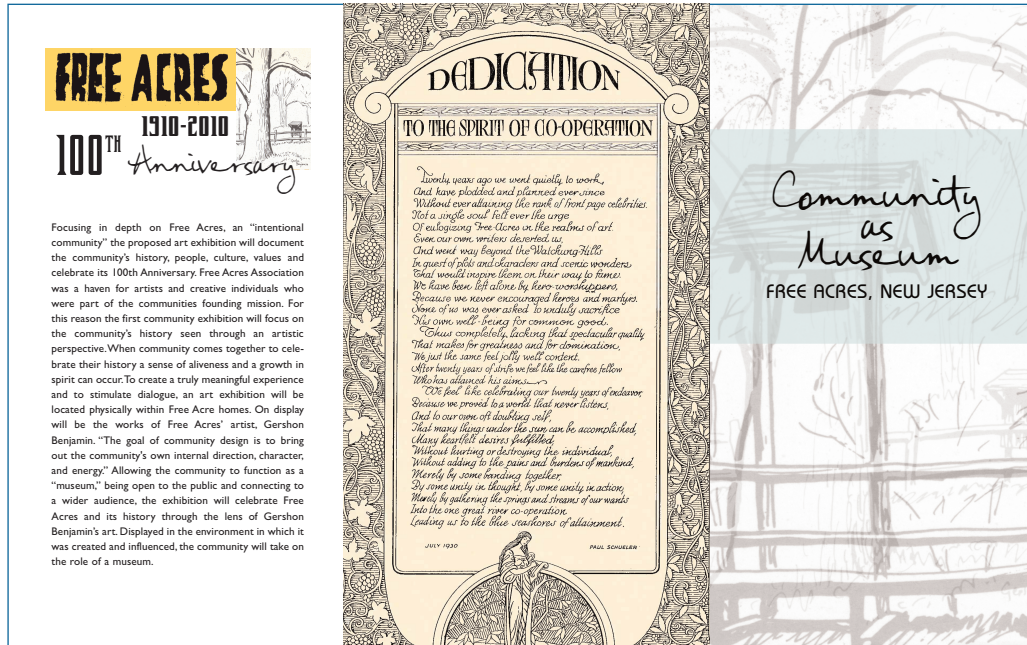 FREE ACRES
1910-2010
100TH
Anniversary
Focusing in depth on Free Acres, an “intentional
community” the proposed art exhibition will document
the community’s history, people, culture, values and
celebrate its 100th Anniversary. Free Acres Association
was a haven for artists and creative individuals who
were part of the communities founding mission. For
this reason the first community exhibition will focus on
the community’s history seen through an artistic
perspective. When community comes together to cele-
brate their history a sense of aliveness and a growth in
spirit can occur. To create a truly meaningful experience
and to stimulate dialogue, an art exhibition will be
located physically within Free Acre homes. On display
will be the works of Free Acres’ artist, Gershon
Benjamin. “The goal of community design is to bring
out the community’s own internal direction, character,
and energy.” Allowing the community to function as a
“museum,” being open to the public and connecting to
a wider audience, the exhibition will celebrate Free
Acres and its history through the lens of Gershon
Benjamin’s art. Displayed in the environment in which it
was created and influenced, the community will take on
the role of a museum.
DEDICATION
TO THE SPIRIT OF CO-OPERATION
Twenty years ago we went quietly to work,
And have plodded and planned ever since
Without ever attaining the rank of front page celebrities.
Not a single soul felt ever the urge
Of eulogizing Free Acres in the realms of art.
Even our own writers deserted us,
And went way beyond the Watchung Hills
In quest of plots and characters and scenic wonders
That would inspire them on their way to fame.
We have been left alone by hero-worshippers,
Because we never encouraged heroes and martyrs.
None of us was ever asked to unduly sacrifice
His own well-being for common good.
Thus completely, lacking that spectacular quality
That makes for greatness and for domination,
We just the same feel jolly well content.
After twenty years of strife we feel like the carefree fellow
Who has attained his aims.
We feel like celebrating our twenty years of endeavor,
Because we proved to a world that never listens,
And to our own oft doubting self,
That many things under the sun can be accomplished,
Many heartfelt desires fulfilled,
Without hurting or destroying the individual,
Without adding to the pains and burdens of mankind,
Merely by some banding together,
By some unity in thought, by some unity in action,
Merely by gathering the springs and streams of our wants
Into the one great river co-operation
Leading us to the blue seashores of attainment.
JULY 1930 PAUL SCHUELER
Community
as
Museum
FREE ACRES, NEW JERSEY